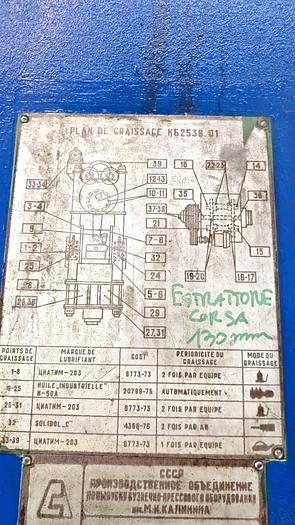 PLAN DE GRAISSAGE КБ2538.01
39
18
22-23
14
33-34
12-13
10-11
35
36
3-4
37-38
21
9
7-8
1-2
32
15
25
24
19-20
16-17
28
5-6
29
27,31
ESTRATTORE
CORSA
130 mm
POINTS DE GRAISSAGE MARQUE DE LUBRIFIANT GOST PERIODICITE DU GRAISSAGE MODE DU GRAISSAGE
1-8 ЦИАТИМ-203 8773-73 2 FOIS PAR EQUIPE
9-25 HUILE „INDUSTRIELLE" И-50А 20799-75 AUTOMATIQUEMENT
26-31 ЦИАТИМ-203 8773-73 2 FOIS PAR EQUIPE
32 SOLIDOL „C" 4366-76 2 FOIS PAR AN
33-39 ЦИАТИМ-203 8773-73 1 FOIS PAR EQUIPE
СССР
ПРОИЗВОДСТВЕННОЕ ОБЪЕДИНЕНИЕ
ПО ВЫПУСКУ КУЗНЕЧНО-ПРЕССОВОГО ОБОРУДОВАНИЯ
им. М.И. КАЛИНИНА